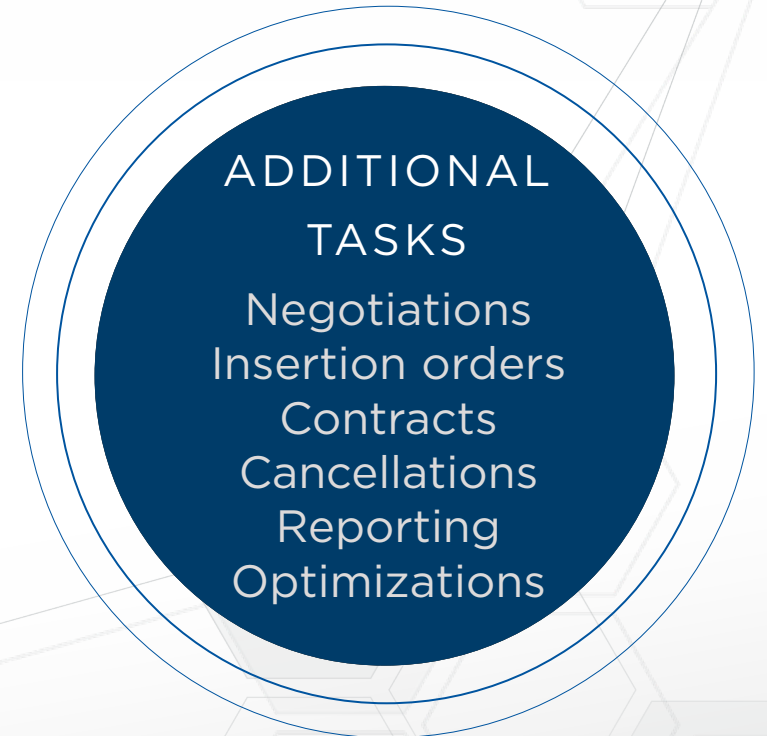 ADDITIONAL
TASKS
Negotiations
Insertion orders
Contracts
Cancellations
Reporting
Optimizations